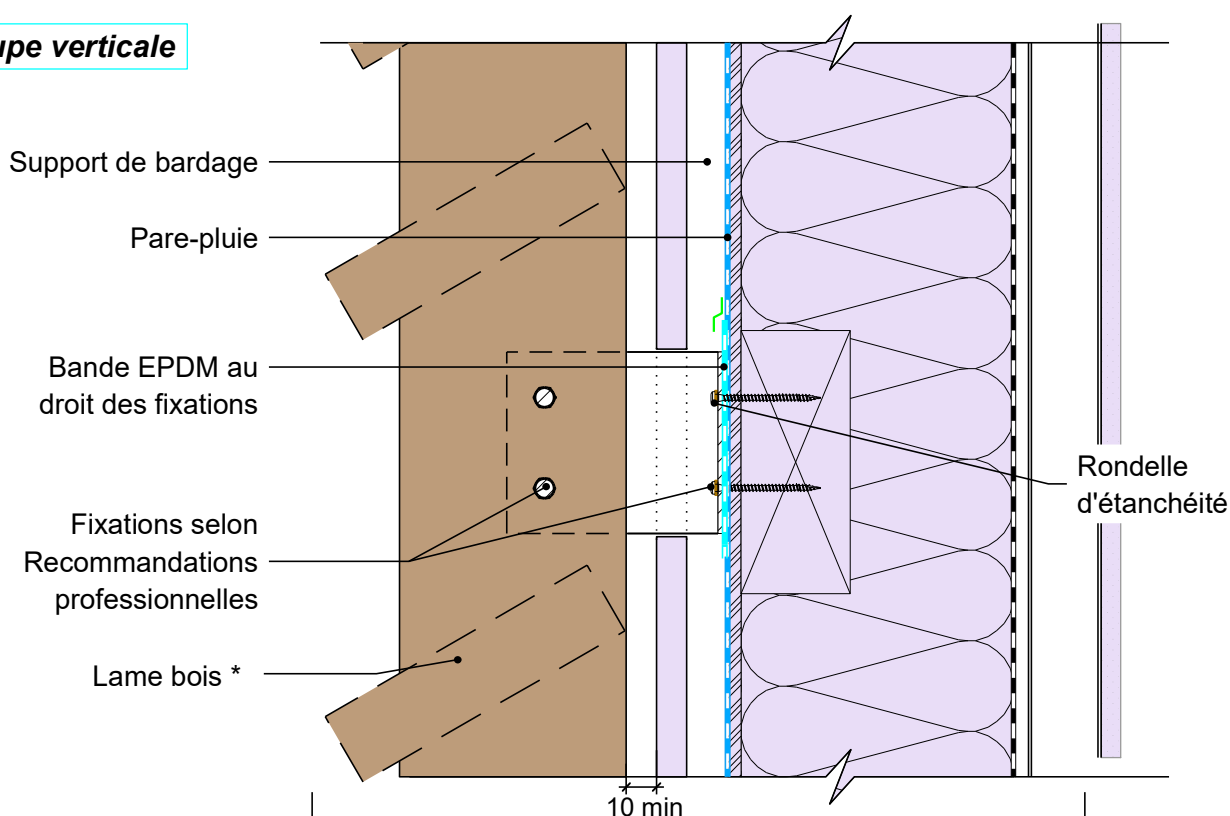 upe verticale
Support de bardage
Pare-pluie
Bande EPDM au
droit des fixations
Rondelle
d'étanchéité
Fixations selon
Recommandations
professionnelles
Lame bois *
10 min